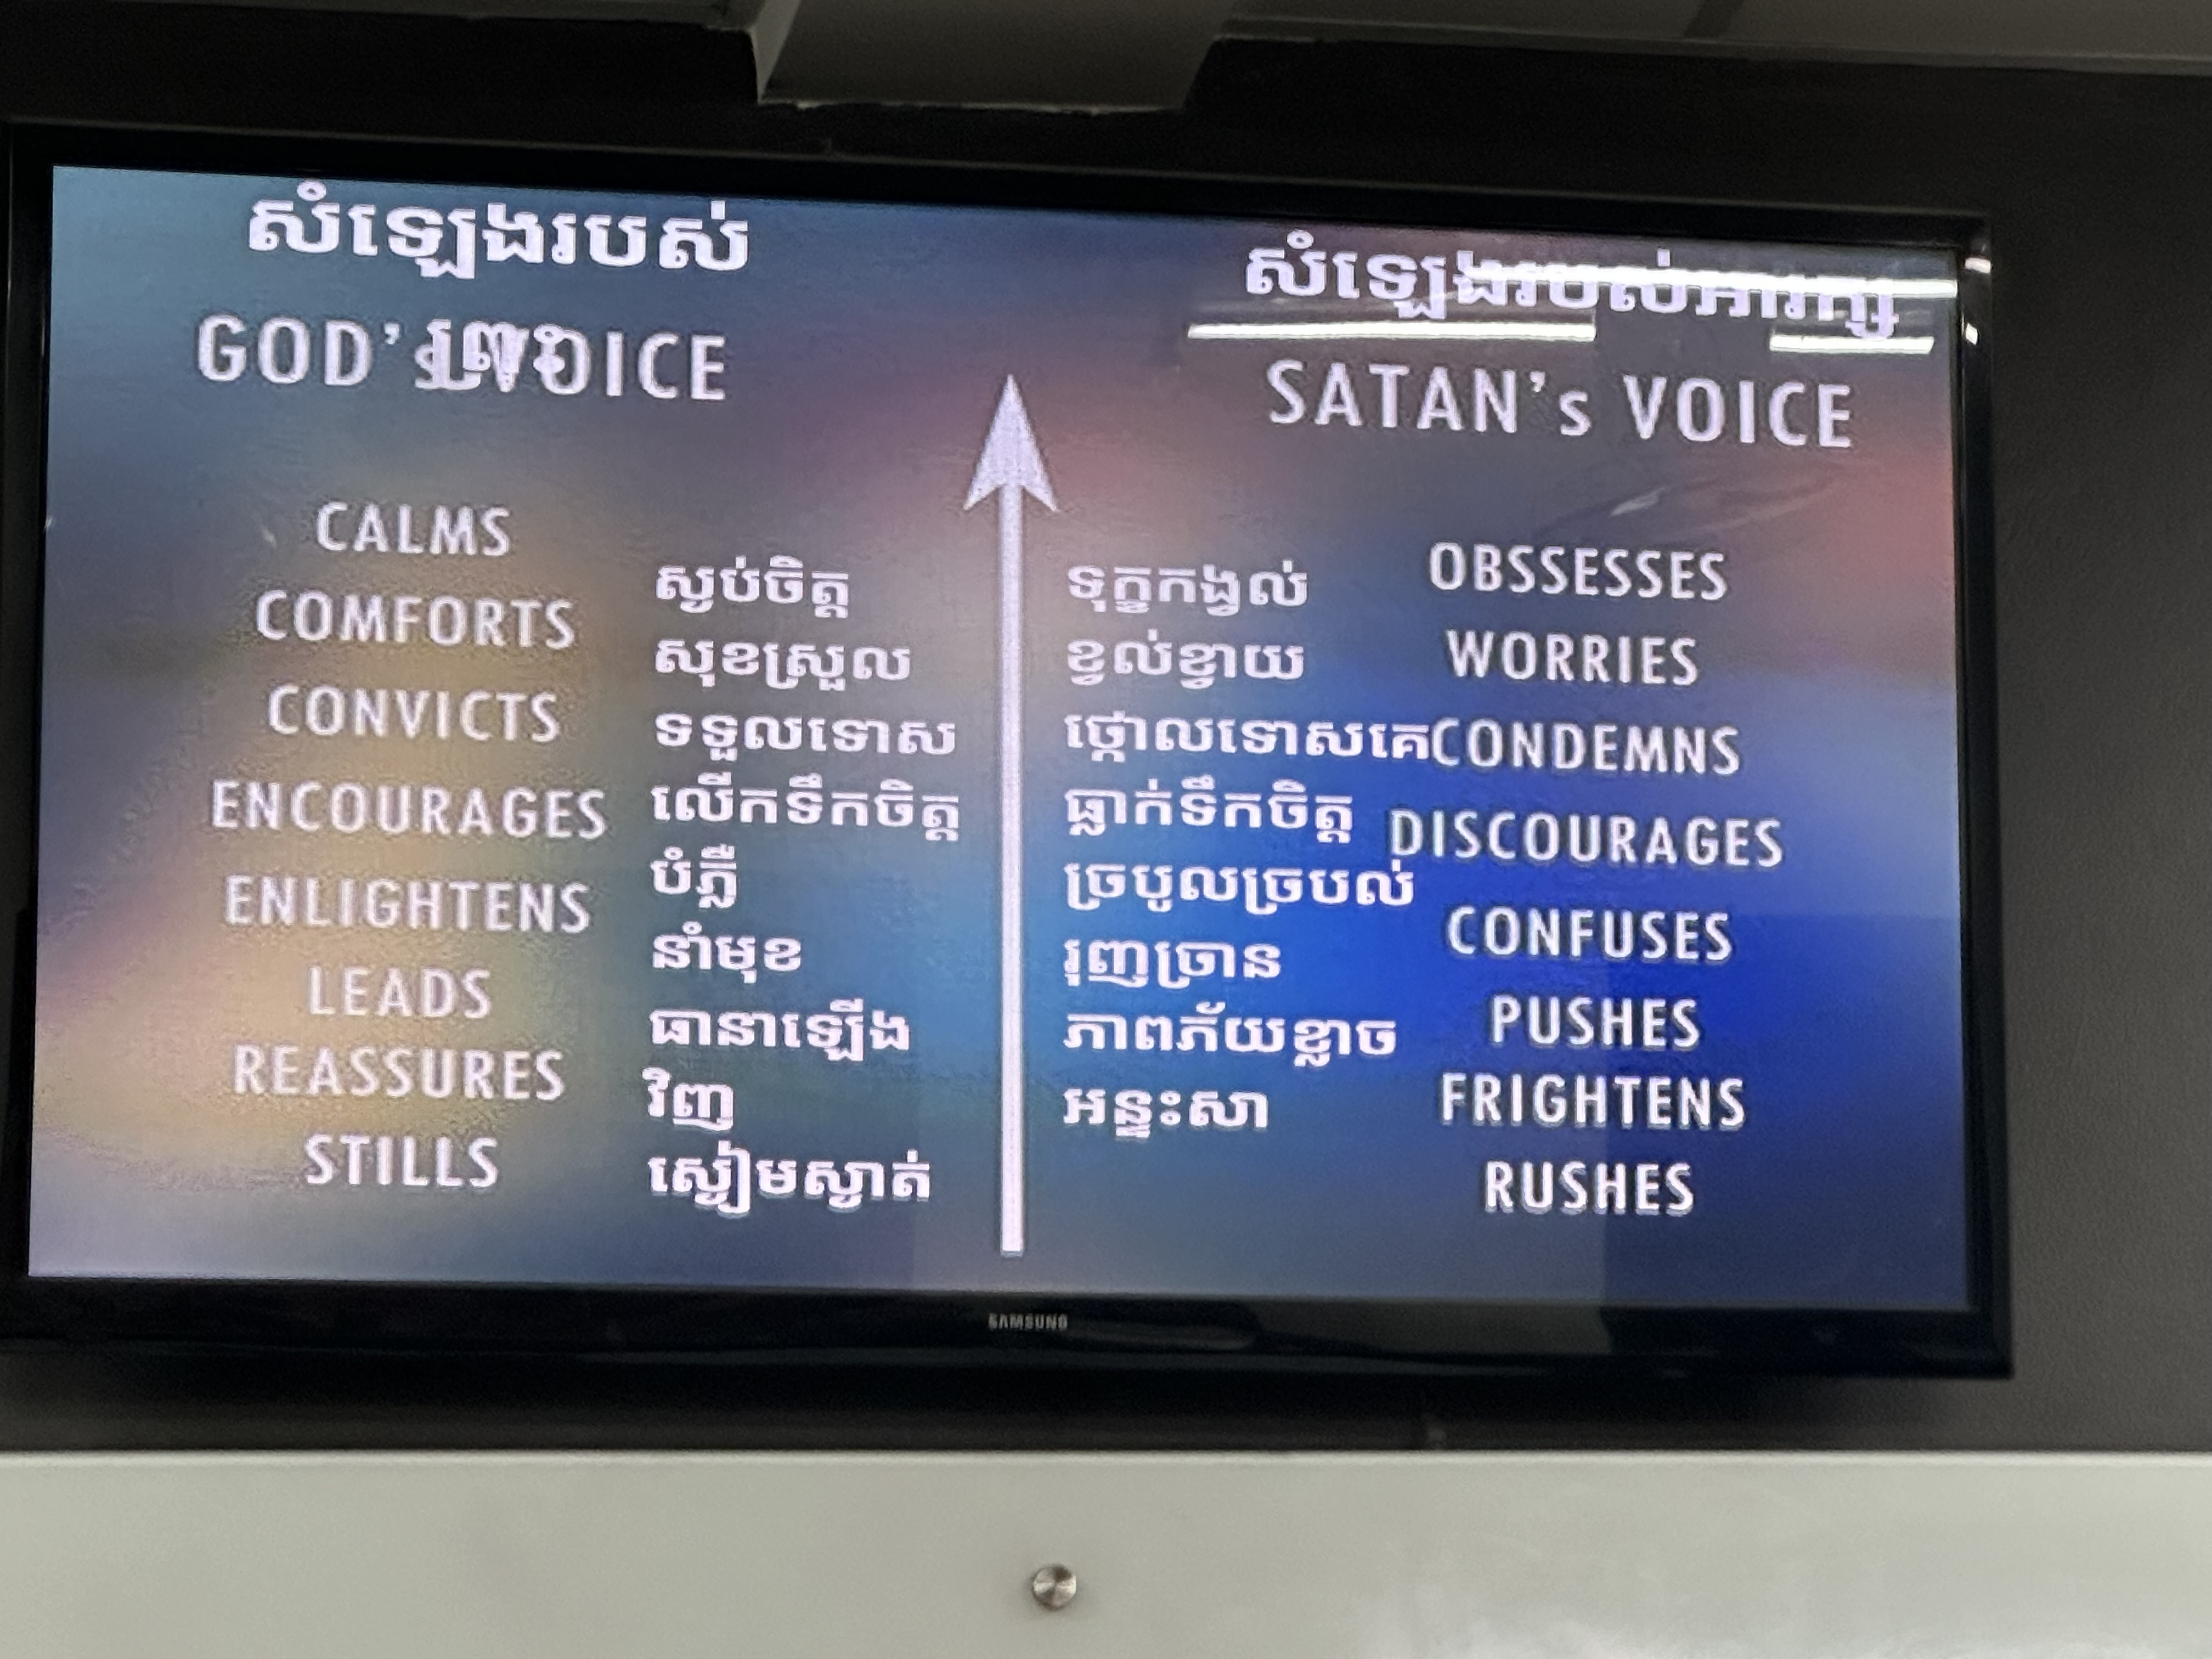 សំឡេងរបស់
ព្រះ
GOD's VOICE
CALMS
COMFORTS
CONVICTS
ENCOURAGES
ENLIGHTENS
LEADS
REASSURES
STILLS
ស្ងប់ចិត្ត
សុខស្រួល
ទទួលទោស
លើកទឹកចិត្ត
បំភ្លឺ
នាំមុខ
ធានាឡើង
វិញ
ស្ងៀមស្ងាត់
សំឡេងរបស់អារក្ស
SATAN's VOICE
ទុក្ខកង្វល់
ខ្វល់ខ្វាយ
ថ្កោលទោសគេ
ធ្លាក់ទឹកចិត្ត
ច្របូលច្របល់
រុញច្រាន
ភាពភ័យខ្លាច
អន្ទះសា
OBSSESSES
WORRIES
CONDEMNS
DISCOURAGES
CONFUSES
PUSHES
FRIGHTENS
RUSHES
SAMSUNG